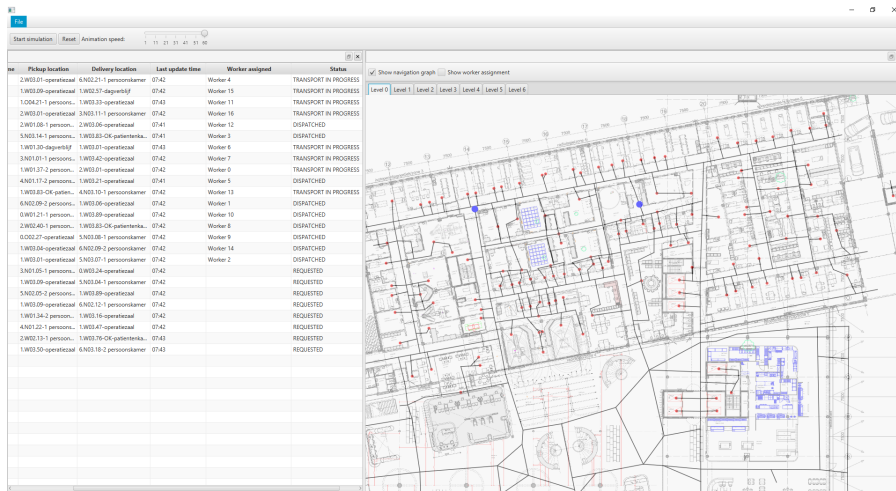 File
Start simulation Reset Animation speed: 1 11 21 31 41 51 60
Show navigation graph Show worker assignment
Level 0 Level 1 Level 2 Level 3 Level 4 Level 5 Level 6
Pickup location Delivery location Last update time Worker assigned Status
2.W03.01-operatiezaal 6.N02.21-1 persoonskamer 07:42 Worker 4 TRANSPORT IN PROGRESS
1.W03.09-operatiezaal 1.W02.57-dagverblijf 07:42 Worker 15 TRANSPORT IN PROGRESS
1.O04.21-1 persoons... 1.W03.33-operatiezaal 07:43 Worker 11 TRANSPORT IN PROGRESS
2.W03.01-operatiezaal 3.N03.11-1 persoonskamer 07:42 Worker 16 TRANSPORT IN PROGRESS
2.W01.08-1 persoon... 2.W03.06-operatiezaal 07:42 Worker 12 DISPATCHED
5.N03.14-1 persoon... 1.W03.83-OK-patientenka... 07:41 Worker 3 DISPATCHED
1.W01.30-dagverblijf 1.W03.01-operatiezaal 07:43 Worker 6 TRANSPORT IN PROGRESS
3.N01.01-1 persoons... 1.W03.42-operatiezaal 07:42 Worker 7 TRANSPORT IN PROGRESS
1.W01.37-2 persoon... 2.W03.01-operatiezaal 07:42 Worker 0 TRANSPORT IN PROGRESS
4.N01.17-2 persoons... 1.W03.21-operatiezaal 07:41 Worker 5 DISPATCHED
1.W03.83-OK-patien... 4.N03.10-1 persoonskamer 07:42 Worker 13 TRANSPORT IN PROGRESS
6.N02.09-2 persoons... 1.W03.06-operatiezaal 07:42 Worker 1 DISPATCHED
0.W01.21-1 persoon... 1.W03.89-operatiezaal 07:42 Worker 10 DISPATCHED
2.W02.40-1 persoon... 1.W03.83-OK-patientenka... 07:42 Worker 8 DISPATCHED
0.O02.27-operatiezaal 5.N03.08-1 persoonskamer 07:42 Worker 9 DISPATCHED
1.W03.04-operatiezaal 6.N02.09-2 persoonskamer 07:42 Worker 14 DISPATCHED
1.W03.01-operatiezaal 5.N03.07-1 persoonskamer 07:42 Worker 2 DISPATCHED
3.N01.05-1 persoons... 0.W03.24-operatiezaal 07:42 REQUESTED
1.W03.09-operatiezaal 5.N03.04-1 persoonskamer 07:42 REQUESTED
5.N02.05-2 persoons... 1.W03.89-operatiezaal 07:42 REQUESTED
1.W03.09-operatiezaal 6.N02.12-1 persoonskamer 07:42 REQUESTED
1.W01.34-2 persoon... 1.W03.16-operatiezaal 07:42 REQUESTED
4.N01.22-1 persoons... 1.W03.47-operatiezaal 07:42 REQUESTED
2.W02.13-1 persoon... 1.W03.76-OK-patientenka... 07:43 REQUESTED
1.W03.50-operatiezaal 6.N03.18-2 persoonskamer 07:43 REQUESTED